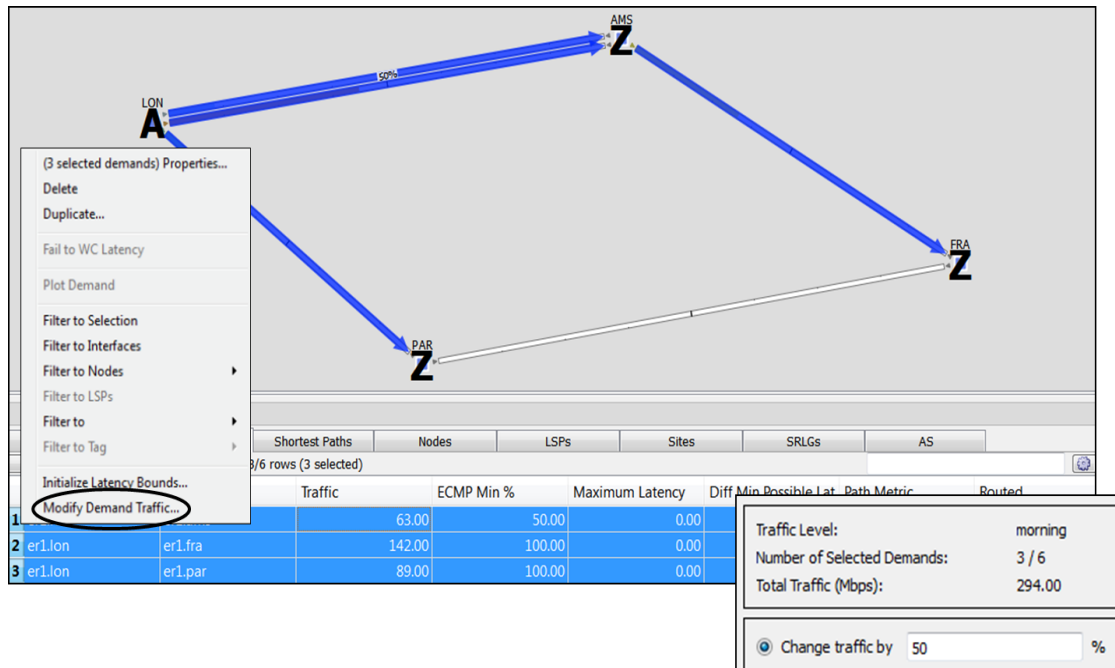 AMS
Z
50%
LON
A
FRA
Z
PAR
Z
(3 selected demands) Properties...
Delete
Duplicate...
Fail to WC Latency
Plot Demand
Filter to Selection
Filter to Interfaces
Filter to Nodes
Filter to LSPs
Filter to
Filter to Tag
Initialize Latency Bounds...
Modify Demand Traffic...
Shortest Paths Nodes LSPs Sites SRLGs AS
3/6 rows (3 selected)
Traffic ECMP Min % Maximum Latency Diff Min Possible Lat Path Metric Routed
1 63.00 50.00 0.00
2 er1.lon er1.fra 142.00 100.00 0.00
3 er1.lon er1.par 89.00 100.00 0.00
Traffic Level: morning
Number of Selected Demands: 3 / 6
Total Traffic (Mbps): 294.00
Change traffic by 50 %